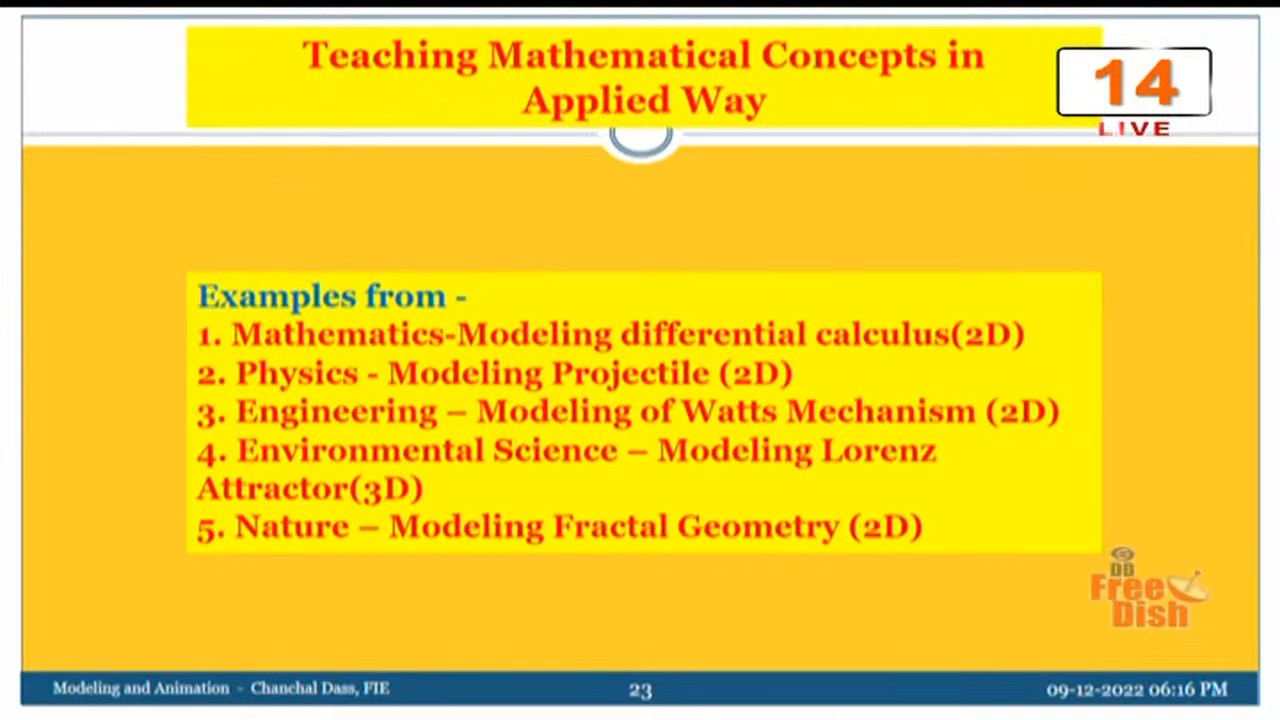 Teaching Mathematical Concepts in
Applied Way
14
LIVE
Examples from -
1. Mathematics-Modeling differential calculus(2D)
2. Physics - Modeling Projectile (2D)
3. Engineering – Modeling of Watts Mechanism (2D)
4. Environmental Science – Modeling Lorenz
Attractor(3D)
5. Nature – Modeling Fractal Geometry (2D)
DD
Free
Dish
Modeling and Animation - Chanchal Dass, FIE
23
09-12-2022 06:16 PM